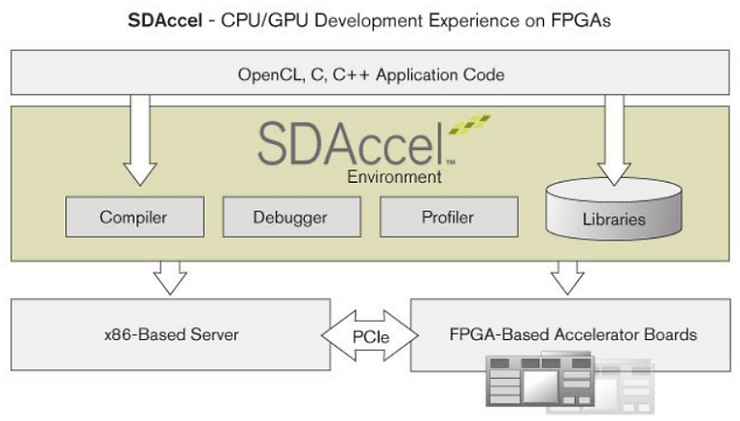 SDAccel - CPU/GPU Development Experience on FPGAs
OpenCL, C, C++ Application Code
SDAccel™
Environment
Compiler
Debugger
Profiler
Libraries
x86-Based Server
PCIe
FPGA-Based Accelerator Boards